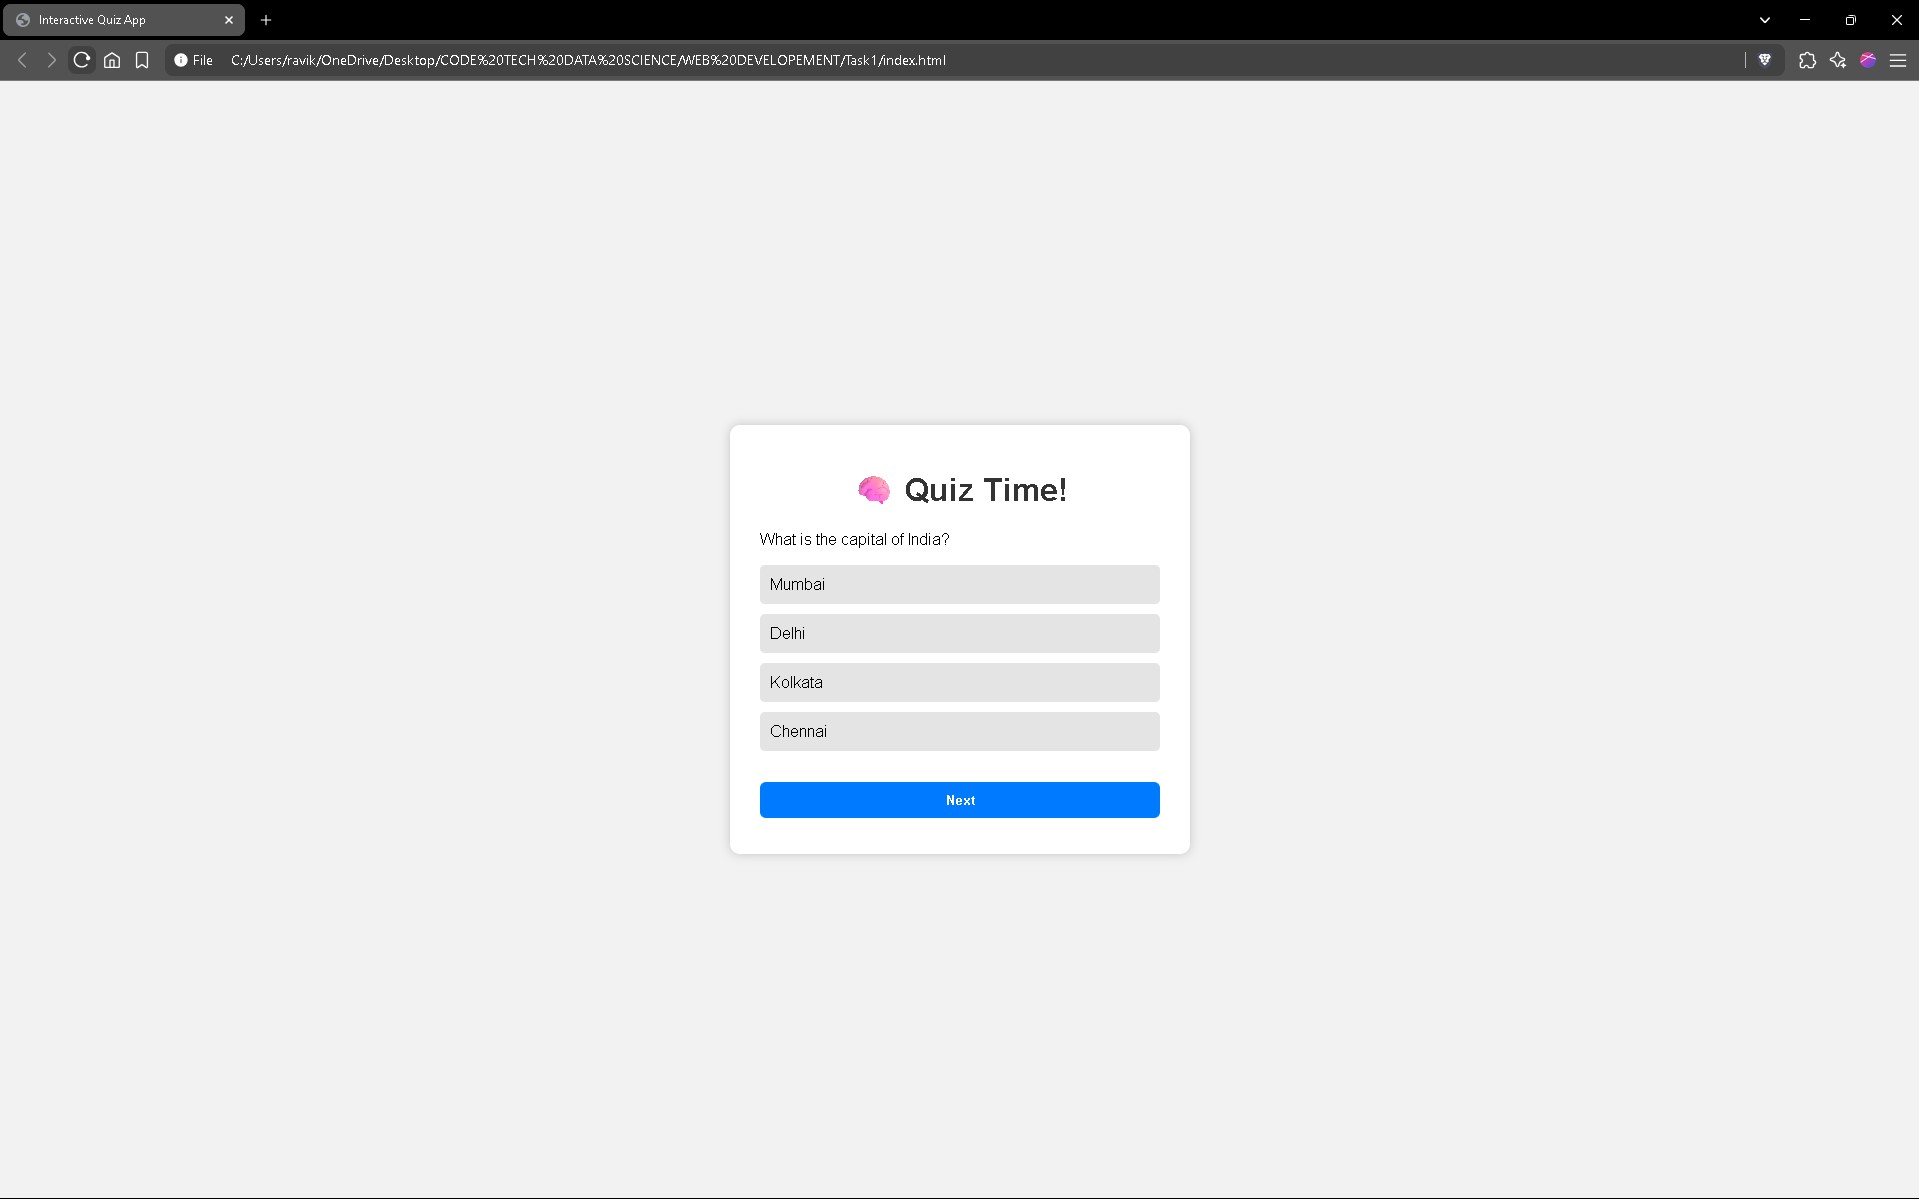 Interactive Quiz App
File C:/Users/ravik/OneDrive/Desktop/CODE%20TECH%20DATA%20SCIENCE/WEB%20DEVELOPEMENT/Task1/index.html
🧠 Quiz Time!
What is the capital of India?
Mumbai
Delhi
Kolkata
Chennai
Next